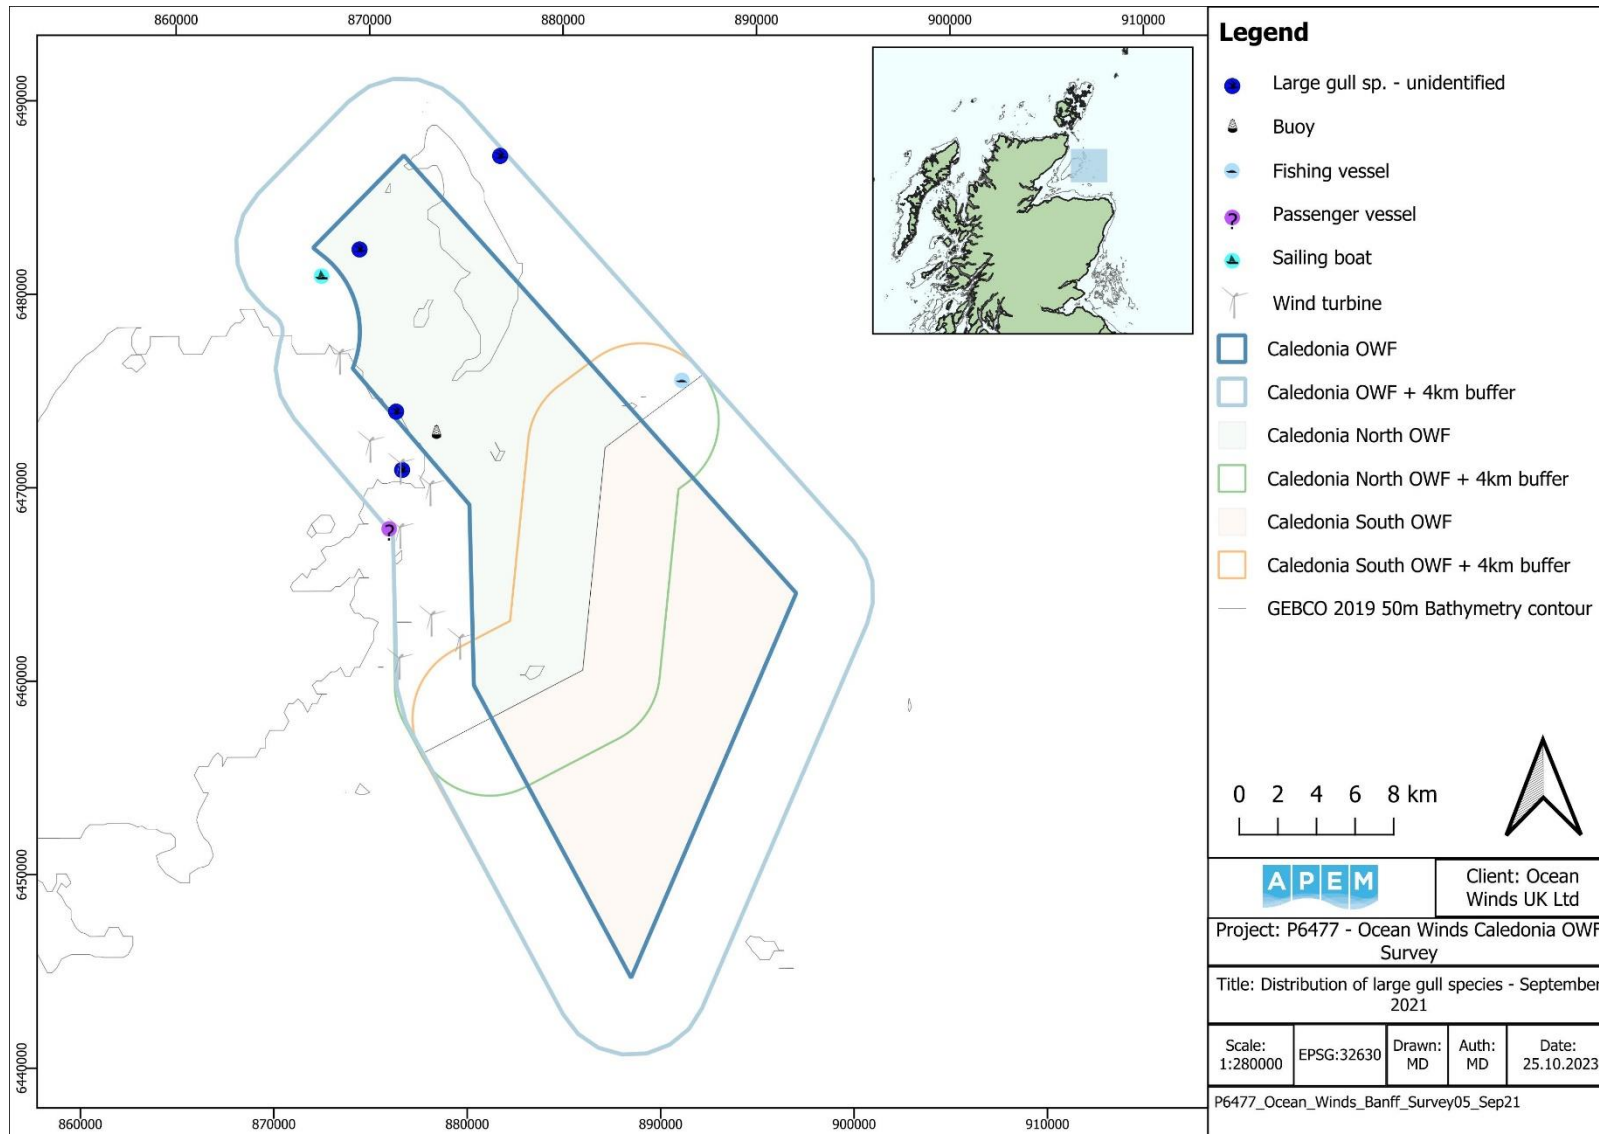 860000
870000
880000
890000
900000
910000
6490000
6480000
6470000
6460000
6450000
6440000
860000
870000
880000
890000
900000
910000
Legend
Large gull sp. - unidentified
Buoy
Fishing vessel
?
Passenger vessel
Sailing boat
Wind turbine
Caledonia OWF
Caledonia OWF + 4km buffer
Caledonia North OWF
Caledonia North OWF + 4km buffer
Caledonia South OWF
Caledonia South OWF + 4km buffer
GEBCO 2019 50m Bathymetry contour
?
0 2 4 6 8 km
APEM
Client: Ocean
Winds UK Ltd
Project: P6477 - Ocean Winds Caledonia OWF
Survey
Title: Distribution of large gull species - September
2021
Scale:
1:280000
EPSG:32630
Drawn:
MD
Auth:
MD
Date:
25.10.2023
P6477_Ocean_Winds_Banff_Survey05_Sep21